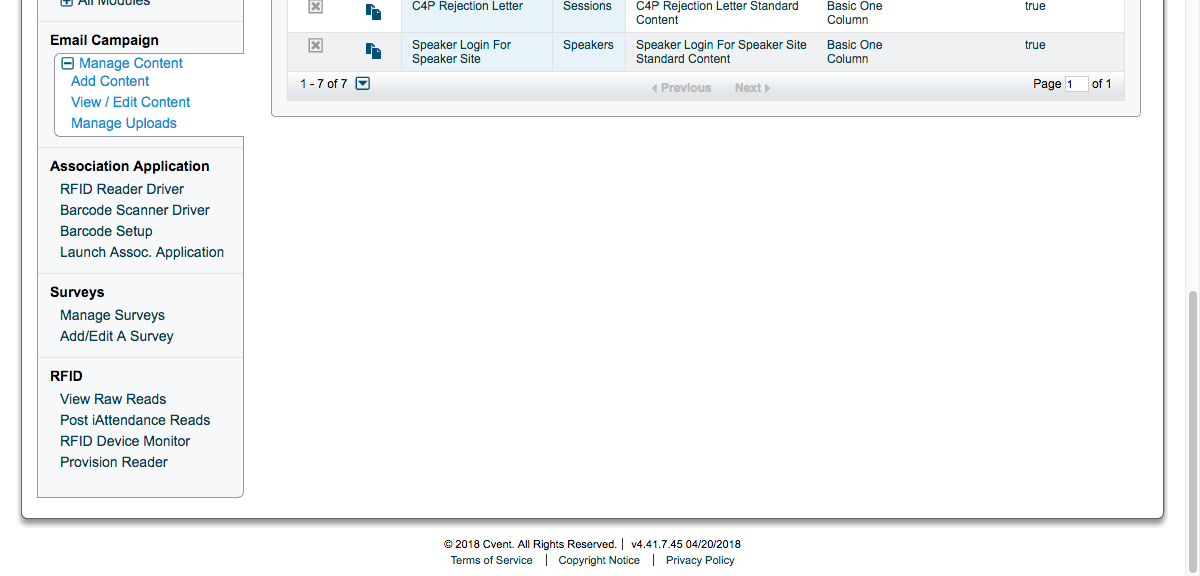 All Modules
Email Campaign
Manage Content
Add Content
View / Edit Content
Manage Uploads
Association Application
RFID Reader Driver
Barcode Scanner Driver
Barcode Setup
Launch Assoc. Application
Surveys
Manage Surveys
Add/Edit A Survey
RFID
View Raw Reads
Post iAttendance Reads
RFID Device Monitor
Provision Reader
C4P Rejection Letter Sessions C4P Rejection Letter Standard Basic One true
Content Column
Speaker Login For Speakers Speaker Login For Speaker Site Basic One true
Speaker Site Standard Content Column
1 - 7 of 7 Previous Next Page 1 of 1
© 2018 Cvent. All Rights Reserved. | v4.41.7.45 04/20/2018
Terms of Service | Copyright Notice | Privacy Policy